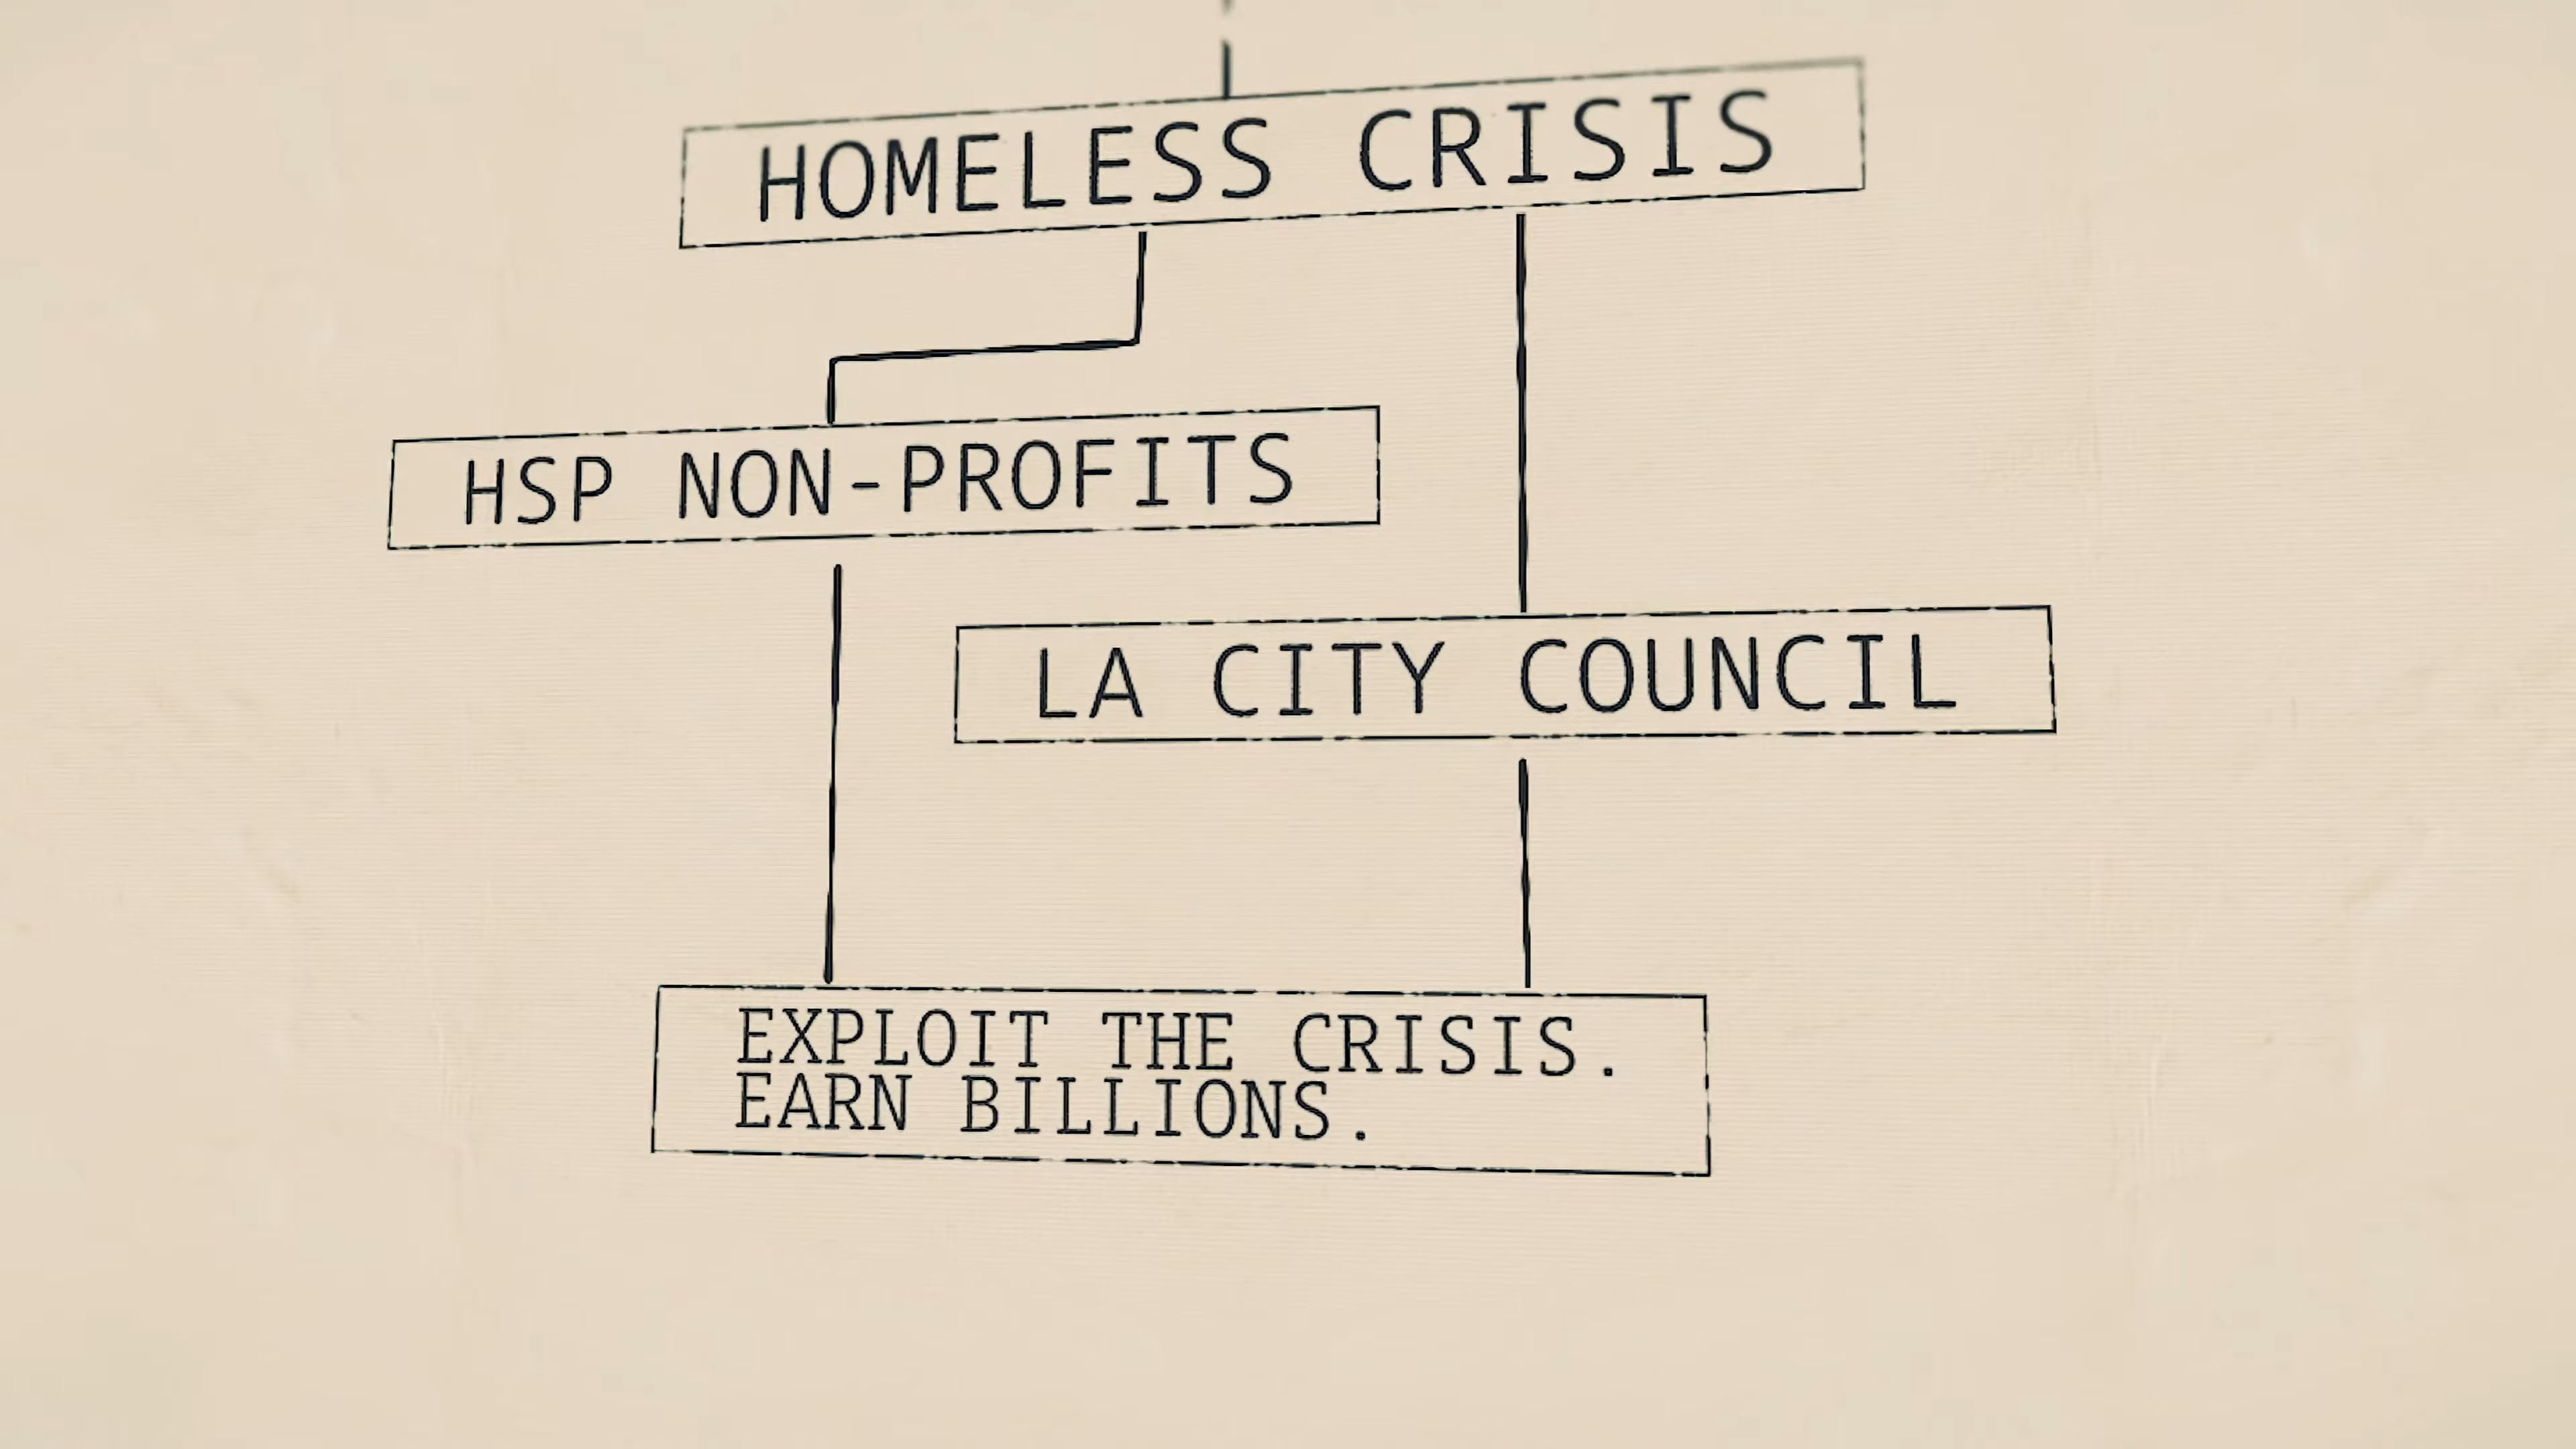 HOMELESS CRISIS
HSP NON-PROFITS
LA CITY COUNCIL
EXPLOIT THE CRISIS.
EARN BILLIONS.